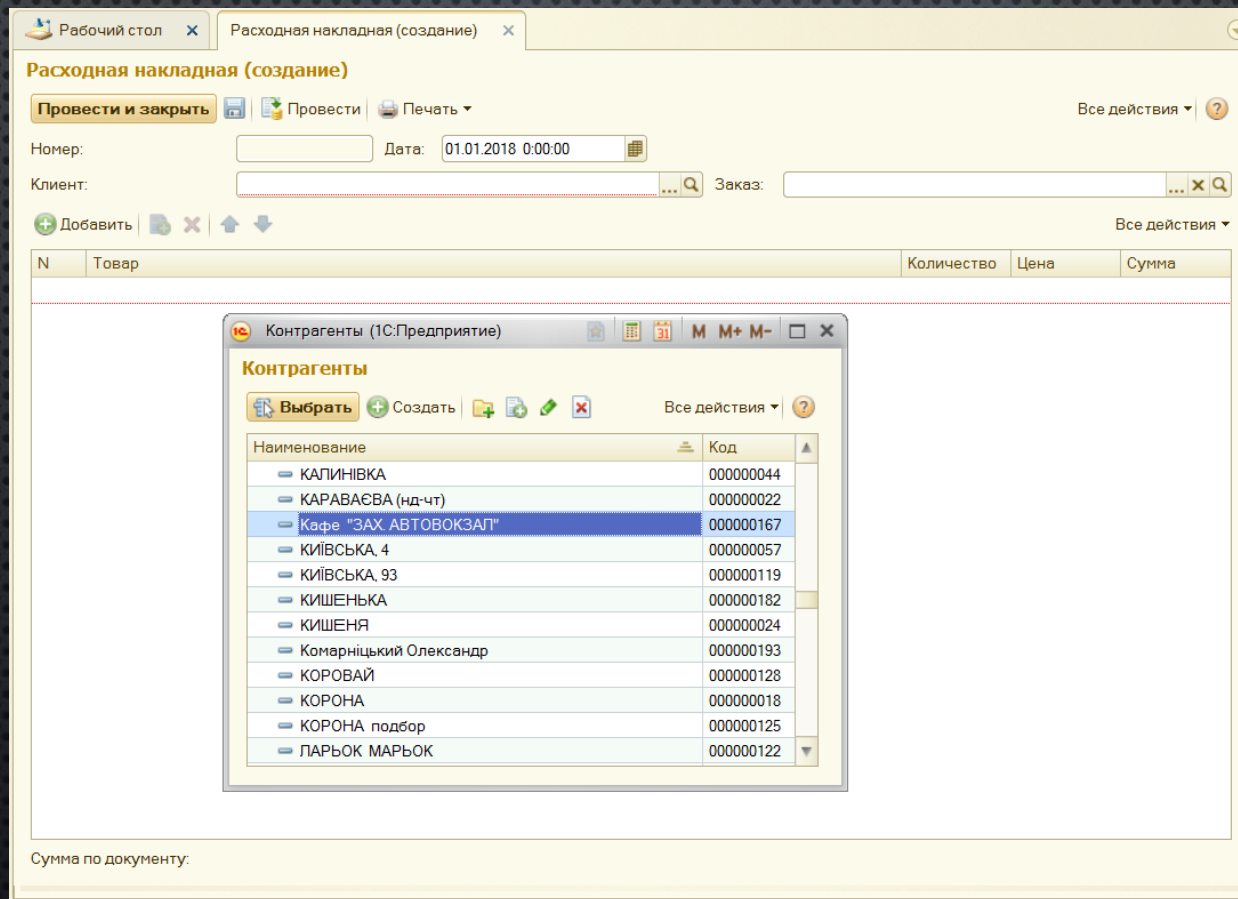 Рабочий стол Расходная накладная (создание)
Расходная накладная (создание)
Провести и закрыть Провести Печать Все действия ?
Номер: Дата: 01.01.2018 0:00:00
Клиент: ... Заказ: ...
Добавить Все действия
N Товар Количество Цена Сумма
1С Контрагенты (1С:Предприятие) 31 M M+ M-
Контрагенты
Выбрать Создать Все действия ?
Наименование Код
КАЛИНІВКА 000000044
КАРАВАЄВА (нд-чт) 000000022
Кафе "ЗАХ. АВТОВОКЗАЛ" 000000167
КИЇВСЬКА, 4 000000057
КИЇВСЬКА, 93 000000119
КИШЕНЬКА 000000182
КИШЕНЯ 000000024
Комарніцький Олександр 000000193
КОРОВАЙ 000000128
КОРОНА 000000018
КОРОНА подбор 000000125
ЛАРЬОК МАРЬОК 000000122
Сумма по документу: